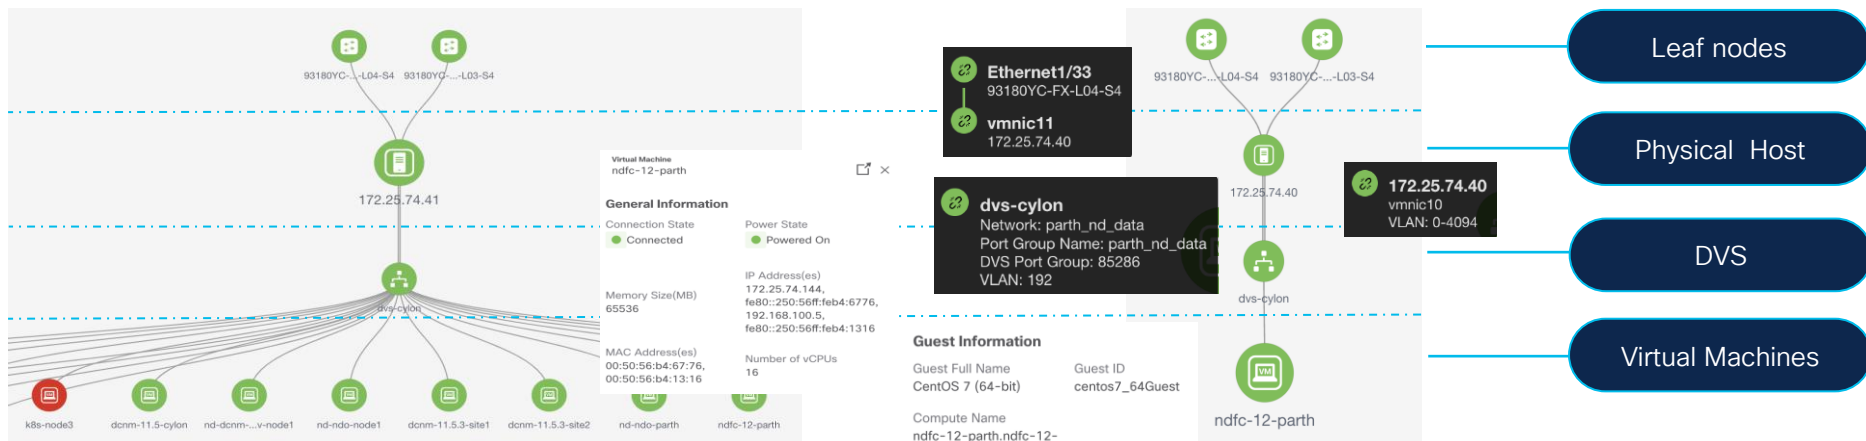 93180YC-...-L04-S4
93180YC-...-L03-S4
172.25.74.41
dvs-cylon
k8s-node3
dcnm-11.5-cylon
nd-dcnm-...v-node1
nd-ndo-node1
dcnm-11.5.3-site1
dcnm-11.5.3-site2
nd-ndo-parth
ndfc-12-parth
Virtual Machine
ndfc-12-parth
General Information
Connection State
Connected
Power State
Powered On
Memory Size(MB)
65536
IP Address(es)
172.25.74.144,
fe80::250:56ff:feb4:6776,
192.168.100.5,
fe80::250:56ff:feb4:1316
MAC Address(es)
00:50:56:b4:67:76,
00:50:56:b4:13:16
Number of vCPUs
16
Ethernet1/33
93180YC-FX-L04-S4
vmnic11
172.25.74.40
dvs-cylon
Network: parth_nd_data
Port Group Name: parth_nd_data
DVS Port Group: 85286
VLAN: 192
Guest Information
Guest Full Name
CentOS 7 (64-bit)
Guest ID
centos7_64Guest
Compute Name
ndfc-12-parth.ndfc-12-
93180YC-...-L04-S4
93180YC-...-L03-S4
172.25.74.40
dvs-cylon
VM
ndfc-12-parth
172.25.74.40
vmnic10
VLAN: 0-4094
Leaf nodes
Physical Host
DVS
Virtual Machines